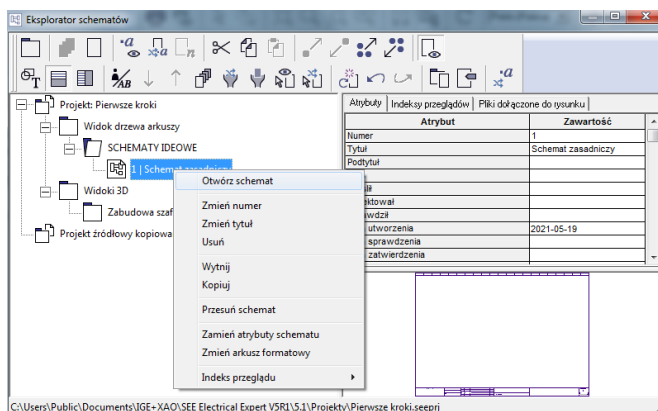 Eksplorator schematów
Projekt: Pierwsze kroki
Widok drzewa arkuszy
SCHEMATY IDEOWE
1 | Schemat zasadniczy
Widoki 3D
Zabudowa szaf
Projekt źródłowy kopiowa
Otwórz schemat
Zmień numer
Zmień tytuł
Usuń
Wytnij
Kopiuj
Przesuń schemat
Zamień atrybuty schematu
Zmień arkusz formatowy
Indeks przeglądu
Atrybuty Indeksy przeglądów Pliki dołączone do rysunku
Atrybut Zawartość
Numer 1
Tytuł Schemat zasadniczy
Podtytuł
ektował
wdził
utworzenia 2021-05-19
sprawdzenia
zatwierdzenia
C:\Users\Public\Documents\IGE+XAO\SEE Electrical Expert V5R1\5.1\Projekty\Pierwsze kroki.seeprj